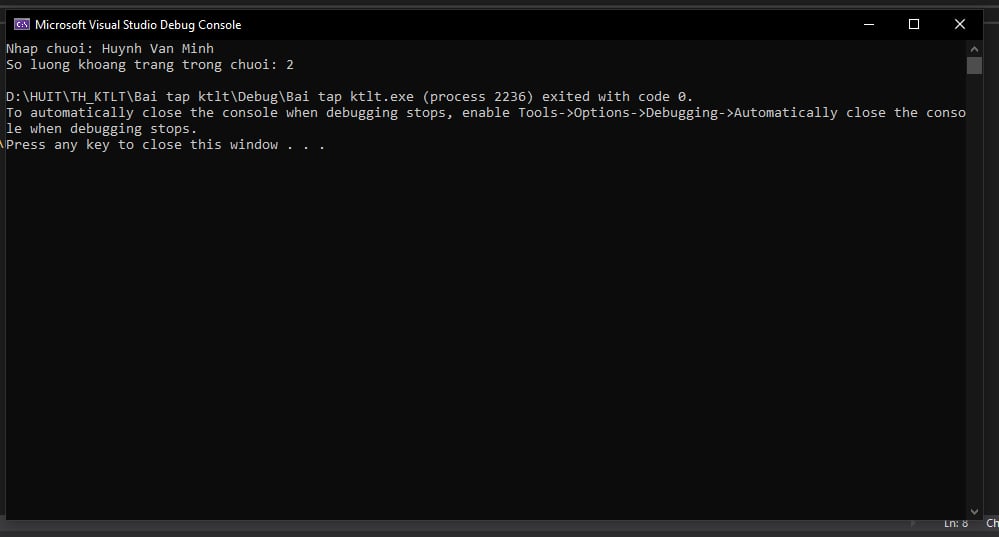 Microsoft Visual Studio Debug Console
Nhap chuoi: Huynh Van Minh
So luong khoang trang trong chuoi: 2
D:\HUIT\TH_KTLT\Bai tap ktlt\Debug\Bai tap ktlt.exe (process 2236) exited with code 0.
To automatically close the console when debugging stops, enable Tools->Options->Debugging->Automatically close the conso
le when debugging stops.
Press any key to close this window . . .
Ln: 8 Ch